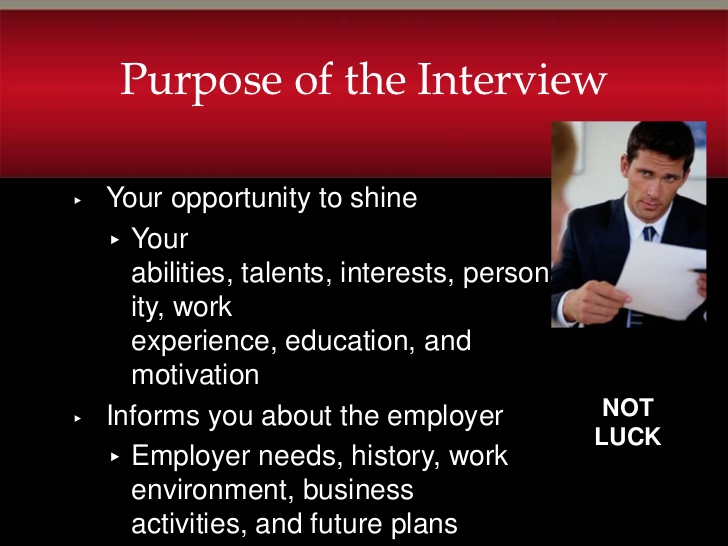 Purpose of the Interview
Your opportunity to shine
Your
abilities, talents, interests, person
ity, work
experience, education, and
motivation
Informs you about the employer
Employer needs, history, work
environment, business
activities, and future plans
NOT
LUCK